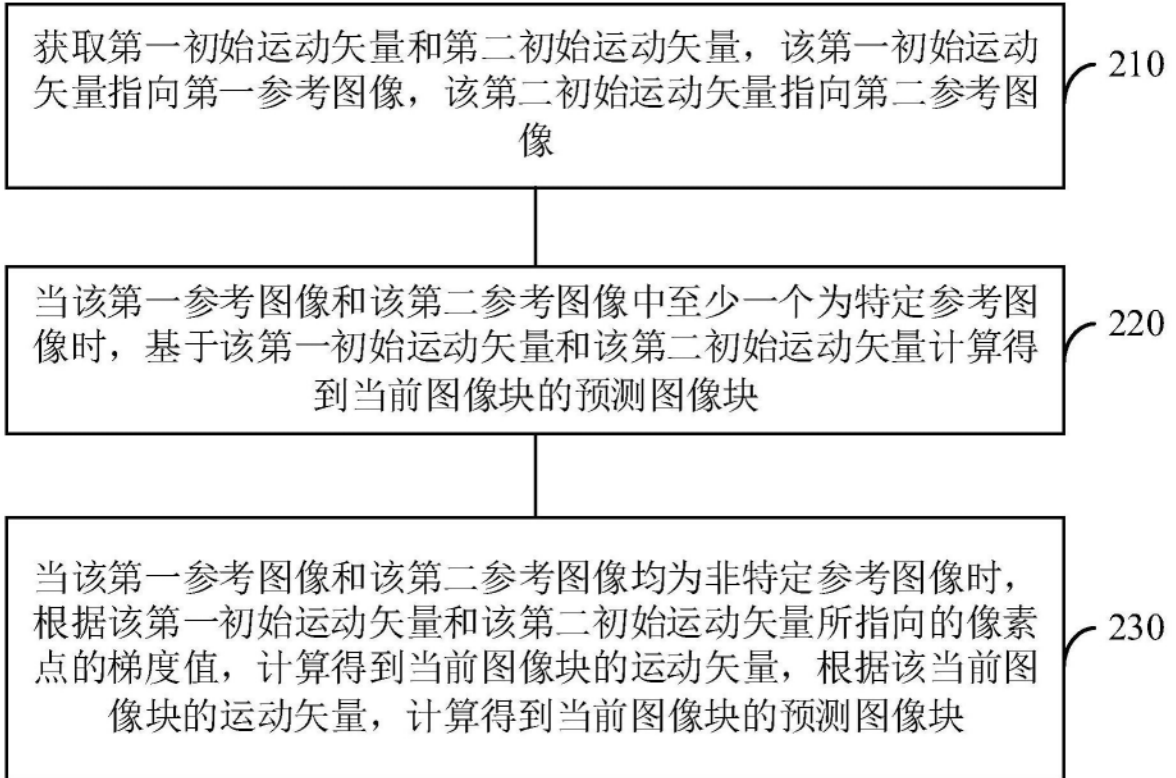 获取第一初始运动矢量和第二初始运动矢量，该第一初始运动
矢量指向第一参考图像，该第二初始运动矢量指向第二参考图
像
210
当该第一参考图像和该第二参考图像中至少一个为特定参考图
像时，基于该第一初始运动矢量和该第二初始运动矢量计算得
到当前图像块的预测图像块
220
当该第一参考图像和该第二参考图像均为非特定参考图像时，
根据该第一初始运动矢量和该第二初始运动矢量所指向的像素
点的梯度值，计算得到当前图像块的运动矢量，根据该当前图
像块的运动矢量，计算得到当前图像块的预测图像块
230